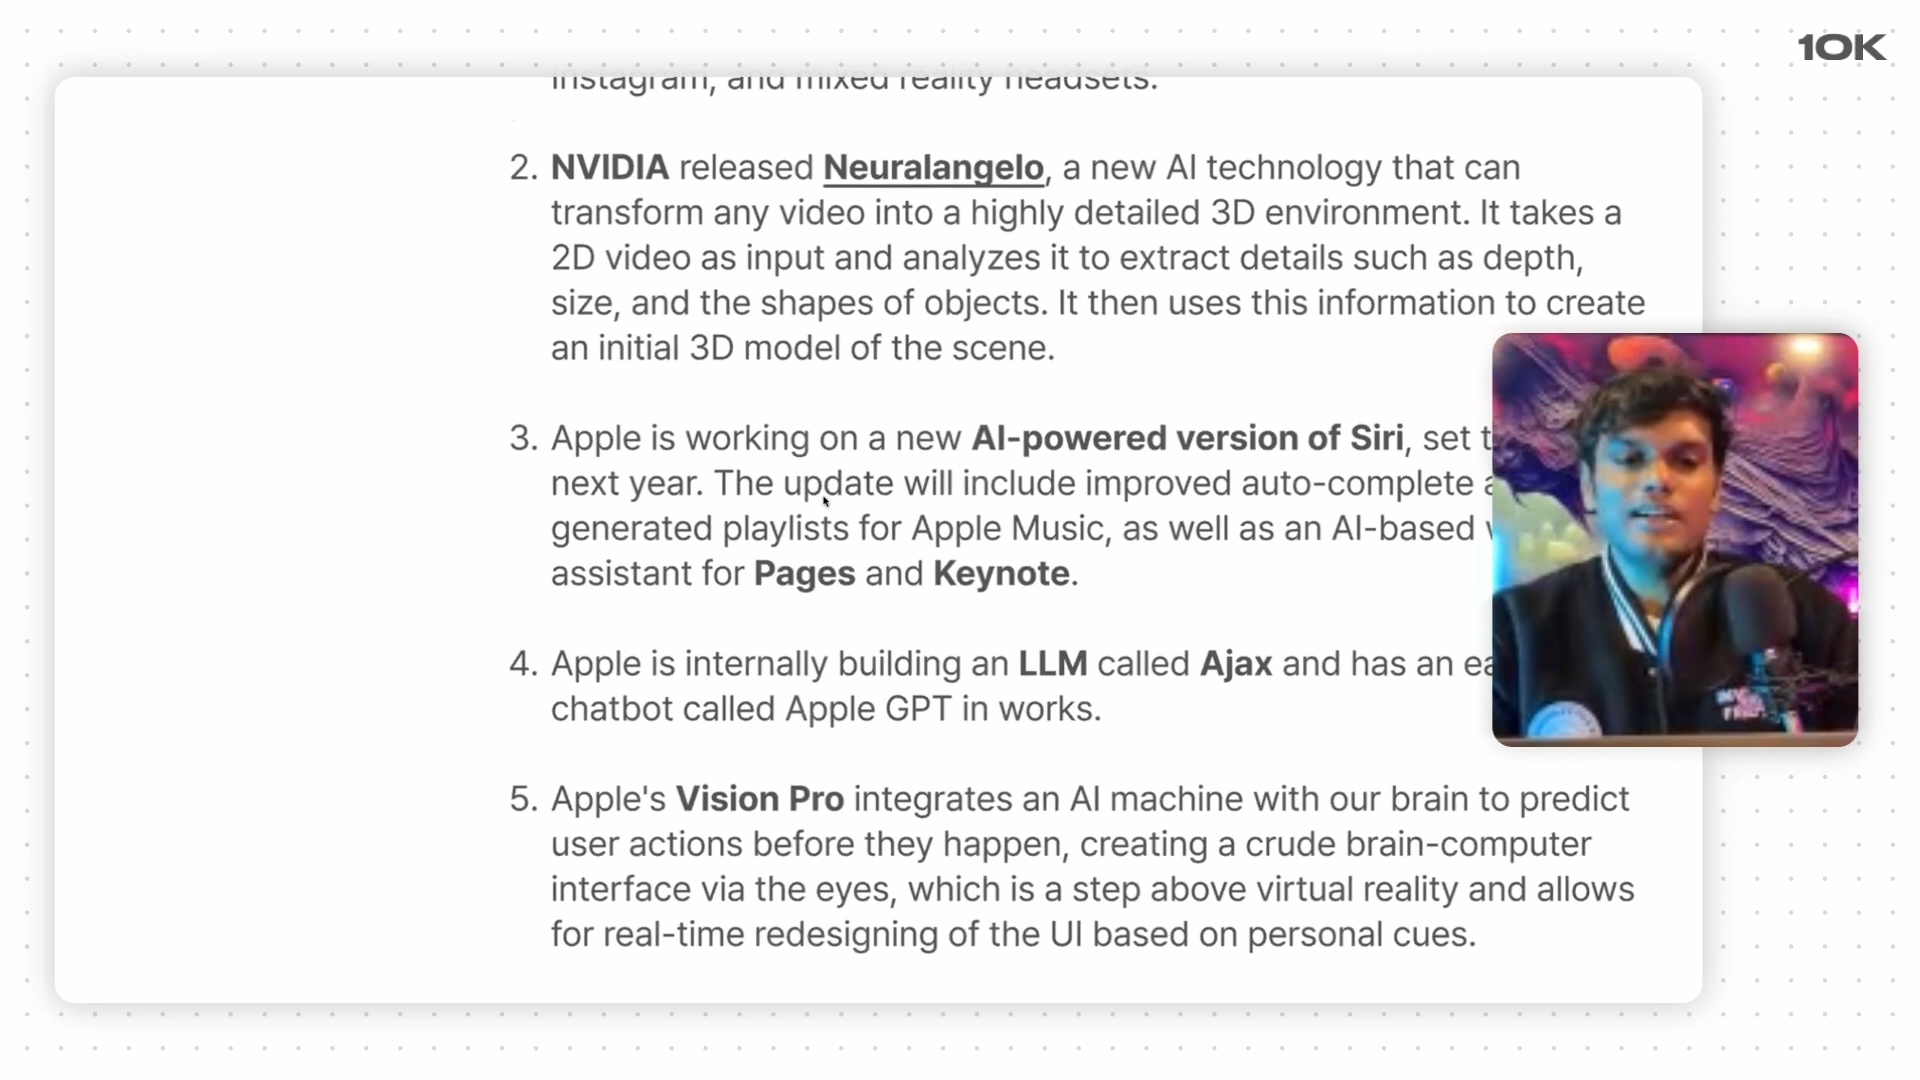 10K
Instagram, and mixed reality headsets.
2. NVIDIA released Neuralangelo, a new AI technology that can
transform any video into a highly detailed 3D environment. It takes a
2D video as input and analyzes it to extract details such as depth,
size, and the shapes of objects. It then uses this information to create
an initial 3D model of the scene.
3. Apple is working on a new AI-powered version of Siri, set
next year. The update will include improved auto-complete
generated playlists for Apple Music, as well as an AI-based
assistant for Pages and Keynote.
4. Apple is internally building an LLM called Ajax and has an
chatbot called Apple GPT in works.
5. Apple's Vision Pro integrates an AI machine with our brain to predict
user actions before they happen, creating a crude brain-computer
interface via the eyes, which is a step above virtual reality and allows
for real-time redesigning of the UI based on personal cues.